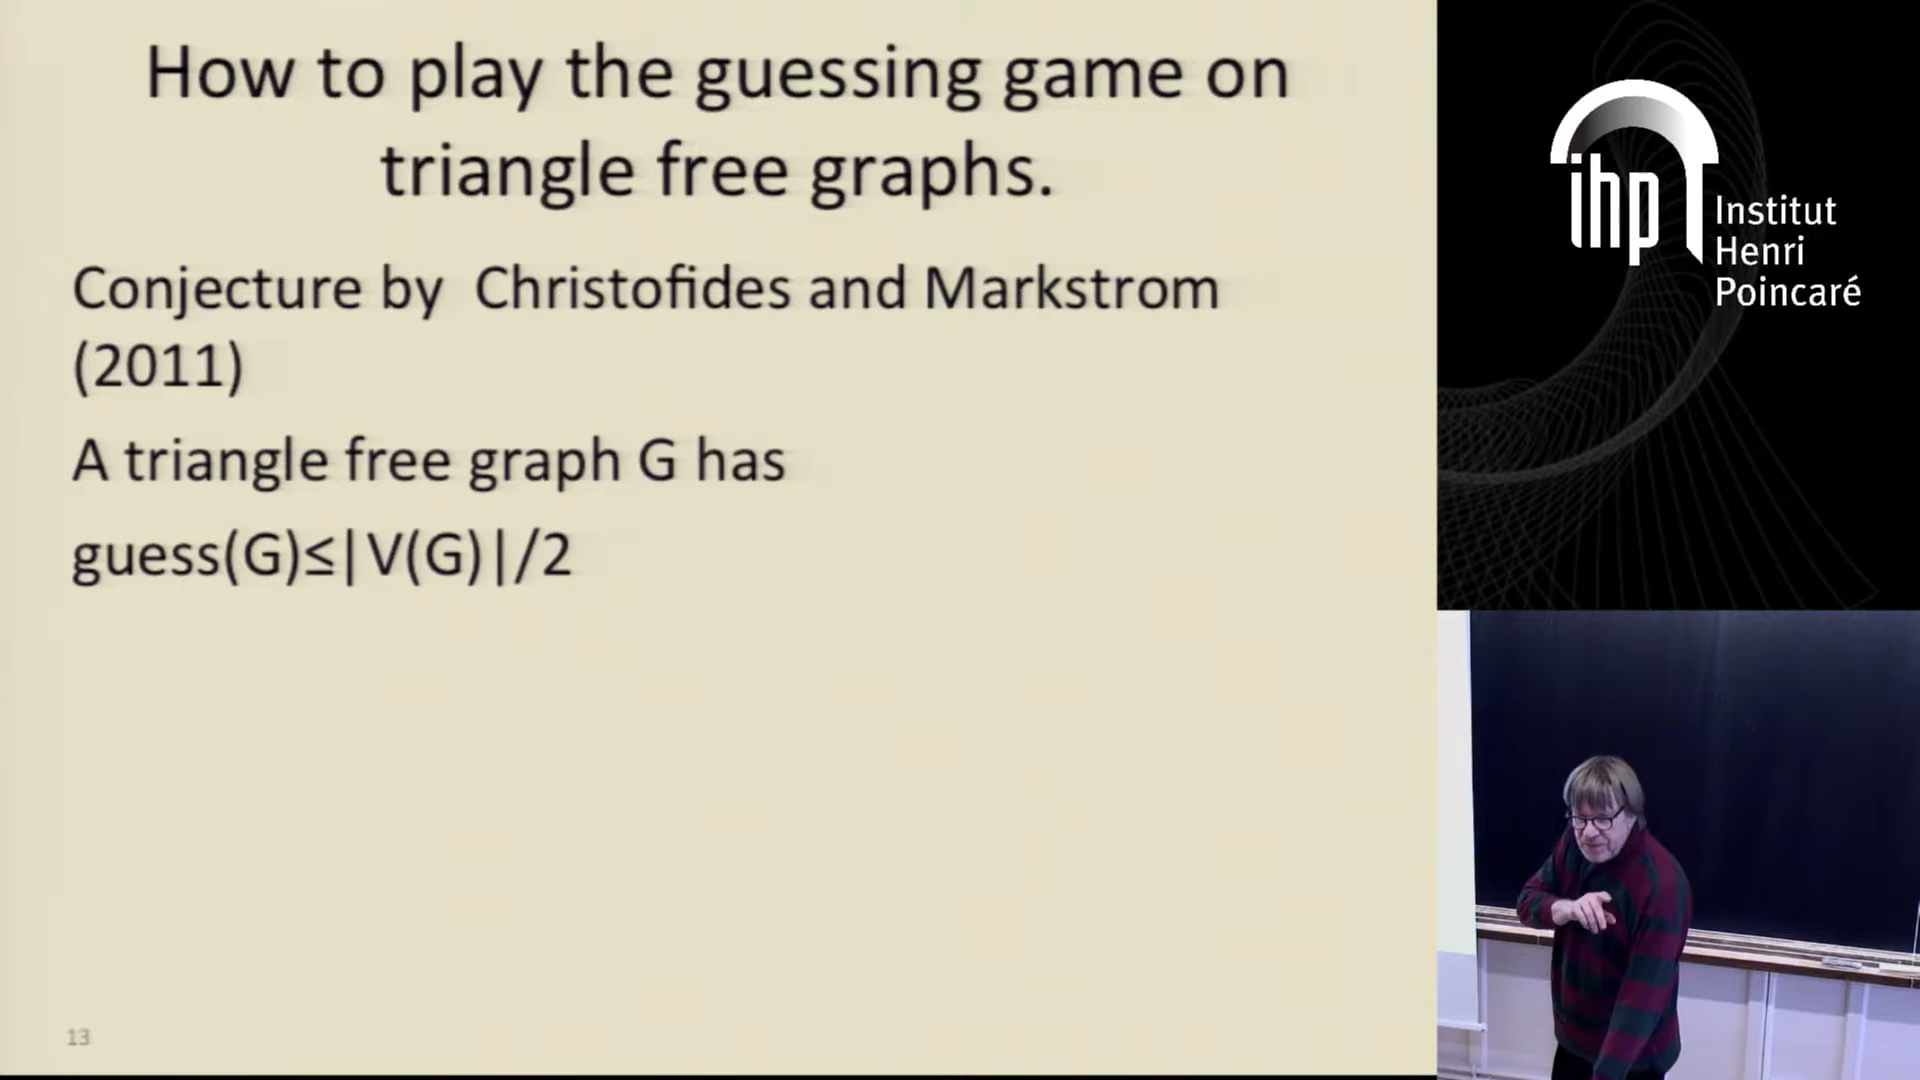 How to play the guessing game on
triangle free graphs.
Conjecture by Christofides and Markstrom
(2011)
A triangle free graph G has
guess(G)≤|V(G)|/2
13
ihp
Institut
Henri
Poincaré